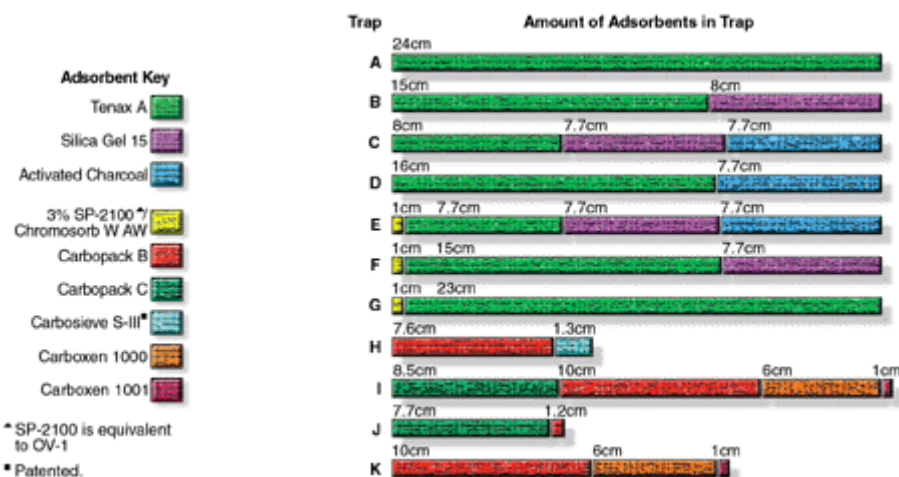 Trap Amount of Adsorbents in Trap
Adsorbent Key
Tenax A
Silica Gel 15
Activated Charcoal
3% SP-2100▲/
Chromosorb W AW
Carbopack B
Carbopack C
Carbosieve S-III■
Carboxen 1000
Carboxen 1001
▲ SP-2100 is equivalent
to OV-1
■ Patented.
24cm
A
15cm 8cm
B
8cm 7.7cm 7.7cm
C
16cm 7.7cm
D
1cm 7.7cm 7.7cm 7.7cm
E
1cm 15cm 7.7cm
F
1cm 23cm
G
7.6cm 1.3cm
H
8.5cm 10cm 6cm 1cm
I
7.7cm 1.2cm
J
10cm 6cm 1cm
K